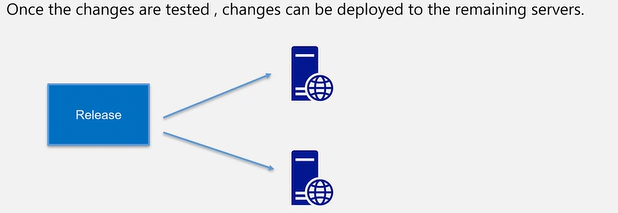 Once the changes are tested , changes can be deployed to the remaining servers.
Release